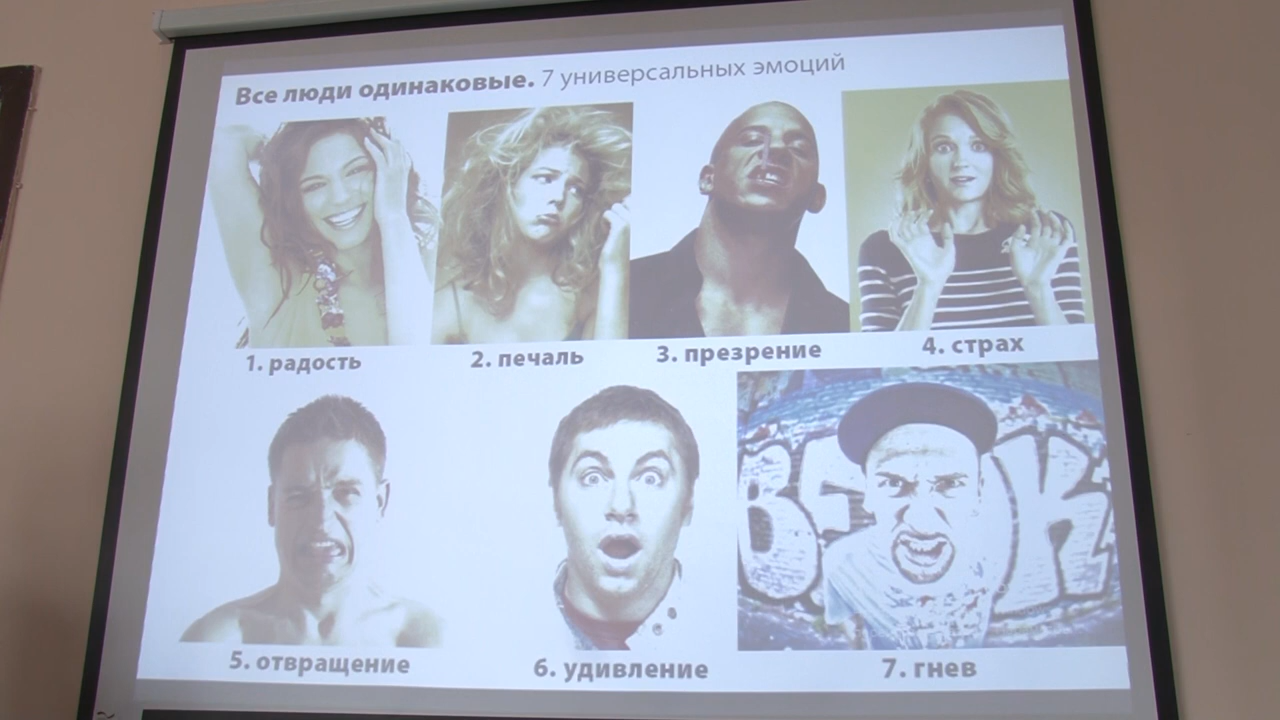 Все люди одинаковые. 7 универсальных эмоций
1. радость
2. печаль
3. презрение
4. страх
5. отвращение
6. удивление
7. гнев